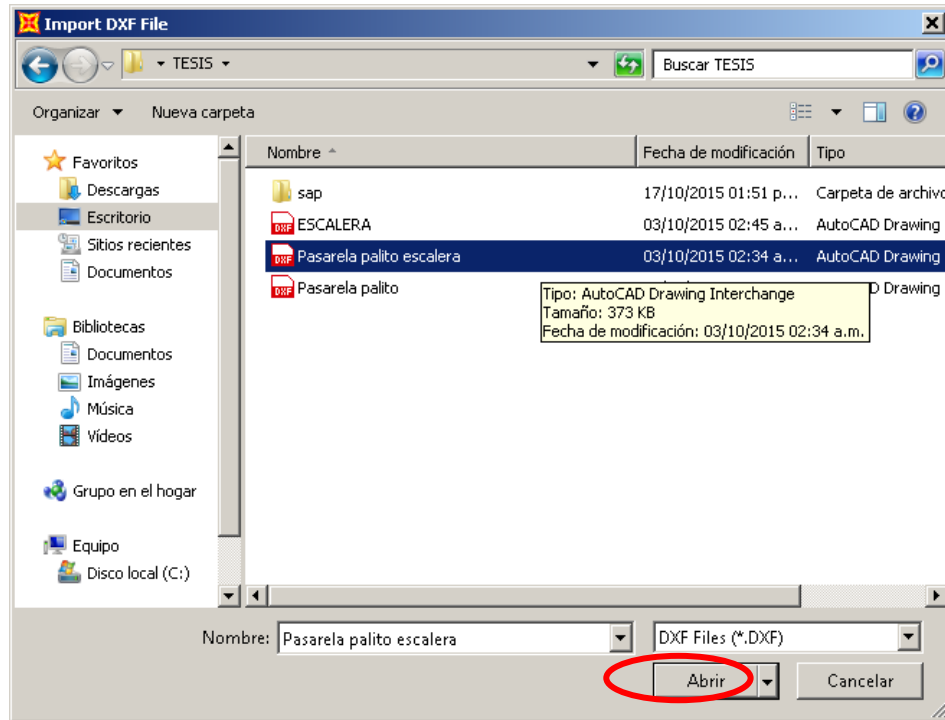 Import DXF File
TESIS
Buscar TESIS
Organizar Nueva carpeta
Nombre Fecha de modificación Tipo
Favoritos
Descargas
Escritorio
Sitios recientes
Documentos
Bibliotecas
Documentos
Imágenes
Música
Vídeos
Grupo en el hogar
Equipo
Disco local (C:)
sap 17/10/2015 01:51 p... Carpeta de archivo
DXF ESCALERA 03/10/2015 02:45 a... AutoCAD Drawing
DXF Pasarela palito escalera 03/10/2015 02:34 a... AutoCAD Drawing
DXF Pasarela palito D Drawing
Tipo: AutoCAD Drawing Interchange
Tamaño: 373 KB
Fecha de modificación: 03/10/2015 02:34 a.m.
Nombre: Pasarela palito escalera DXF Files (*.DXF)
Abrir Cancelar